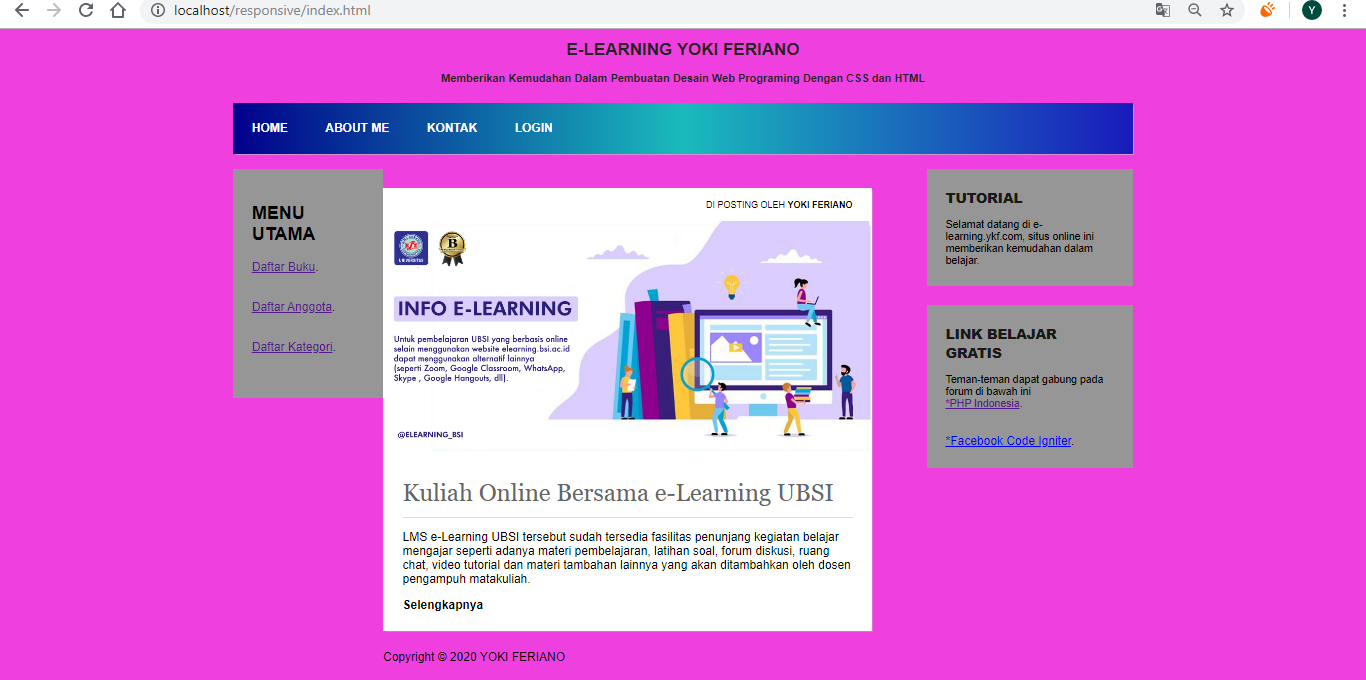 localhost/responsive/index.html
Y
E-LEARNING YOKI FERIANO
Memberikan Kemudahan Dalam Pembuatan Desain Web Programing Dengan CSS dan HTML
HOME ABOUT ME KONTAK LOGIN
MENU
UTAMA
Daftar Buku.
Daftar Anggota.
Daftar Kategori.
DI POSTING OLEH YOKI FERIANO
UNIVERSITAS
B
INFO E-LEARNING
Untuk pembelajaran UBSI yang berbasis online
selain menggunakan website elearning.bsi.ac.id
dapat menggunakan alternatif lainnya
(seperti Zoom, Google Classroom, WhatsApp,
Skype , Google Hangouts, dll).
@ELEARNING_BSI
Kuliah Online Bersama e-Learning UBSI
LMS e-Learning UBSI tersebut sudah tersedia fasilitas penunjang kegiatan belajar
mengajar seperti adanya materi pembelajaran, latihan soal, forum diskusi, ruang
chat, video tutorial dan materi tambahan lainnya yang akan ditambahkan oleh dosen
pengampuh matakuliah.
Selengkapnya
TUTORIAL
Selamat datang di e-
learning.ykf.com, situs online ini
memberikan kemudahan dalam
belajar.
LINK BELAJAR
GRATIS
Teman-teman dapat gabung pada
forum di bawah ini
*PHP Indonesia.
*Facebook Code Igniter.
Copyright © 2020 YOKI FERIANO